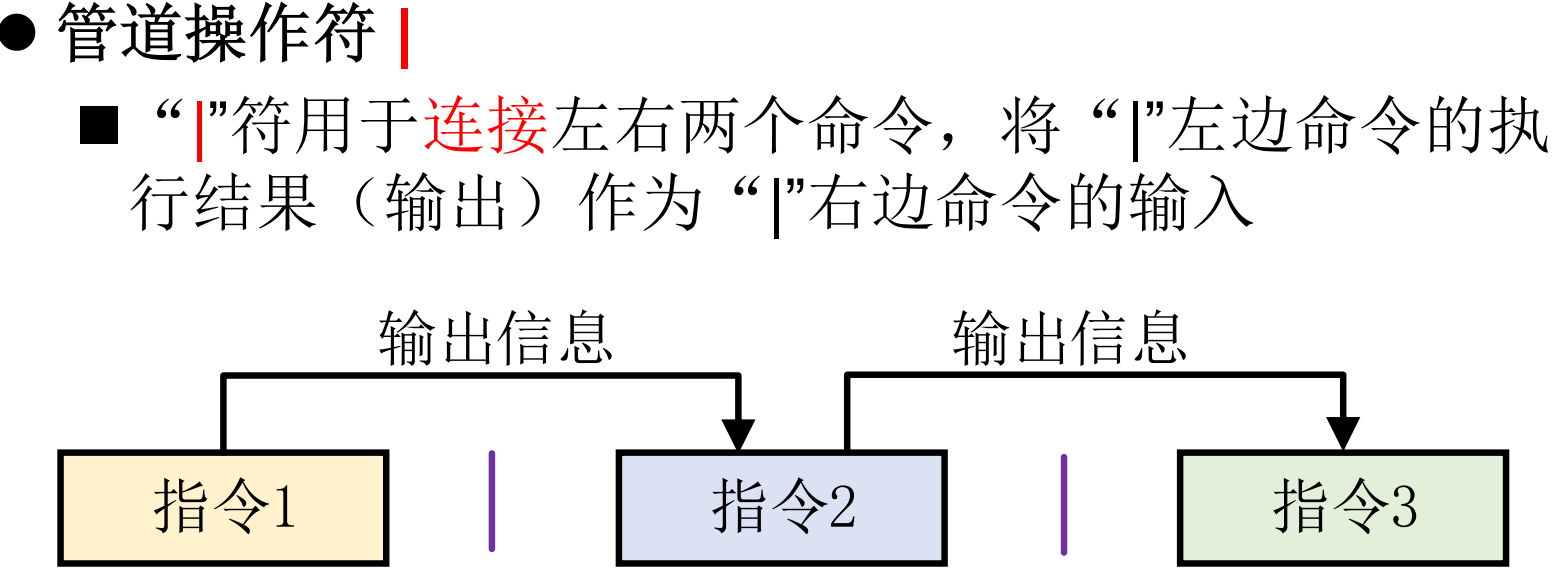 ● 管道操作符 |
■ “|”符用于连接左右两个命令，将“|”左边命令的执
行结果（输出）作为“|”右边命令的输入
输出信息 输出信息
指令1 | 指令2 | 指令3